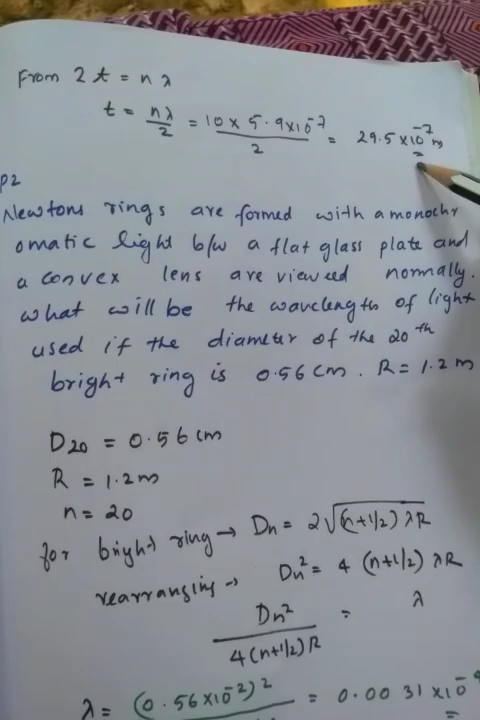 From 2t = nλ
t = nλ/2 = 10 × 5.9×10⁻⁷/2 = 29.5×10⁻⁷ m
P2
Newtons rings are formed with a monochr
omatic light b/w a flat glass plate and
a convex lens are viewed normally.
what will be the wavelength of light
used if the diameter of the 20th
bright ring is 0.56 cm. R = 1.2 m
D₂₀ = 0.56 cm
R = 1.2 m
n = 20
for bright ring → Dn = 2√(n+1/2) λR
rearranging → Dn² = 4 (n+1/2) λR
Dn²/4(n+1/2)R = λ
λ = (0.56×10⁻²)² = 0.0031 ×10